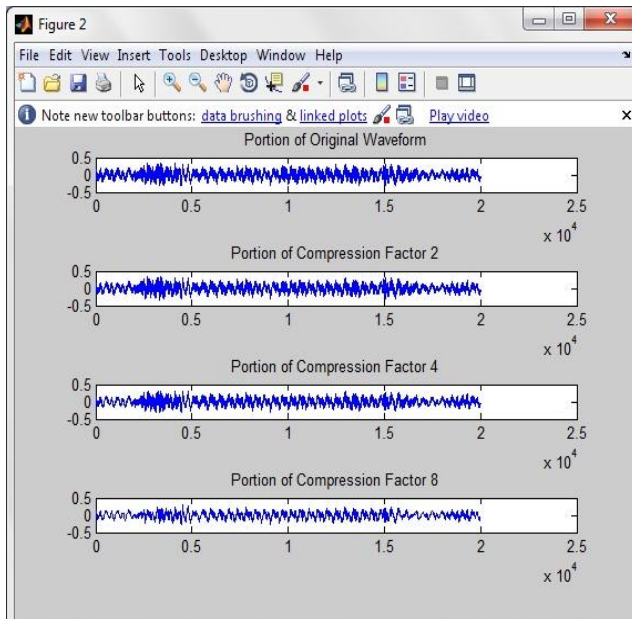 Figure 2
File Edit View Insert Tools Desktop Window Help
Note new toolbar buttons: data brushing & linked plots Play video
Portion of Original Waveform
0.5
0
-0.5
0 0.5 1 1.5 2 2.5
x 10^4
Portion of Compression Factor 2
0.5
0
-0.5
0 0.5 1 1.5 2 2.5
x 10^4
Portion of Compression Factor 4
0.5
0
-0.5
0 0.5 1 1.5 2 2.5
x 10^4
Portion of Compression Factor 8
0.5
0
-0.5
0 0.5 1 1.5 2 2.5
x 10^4